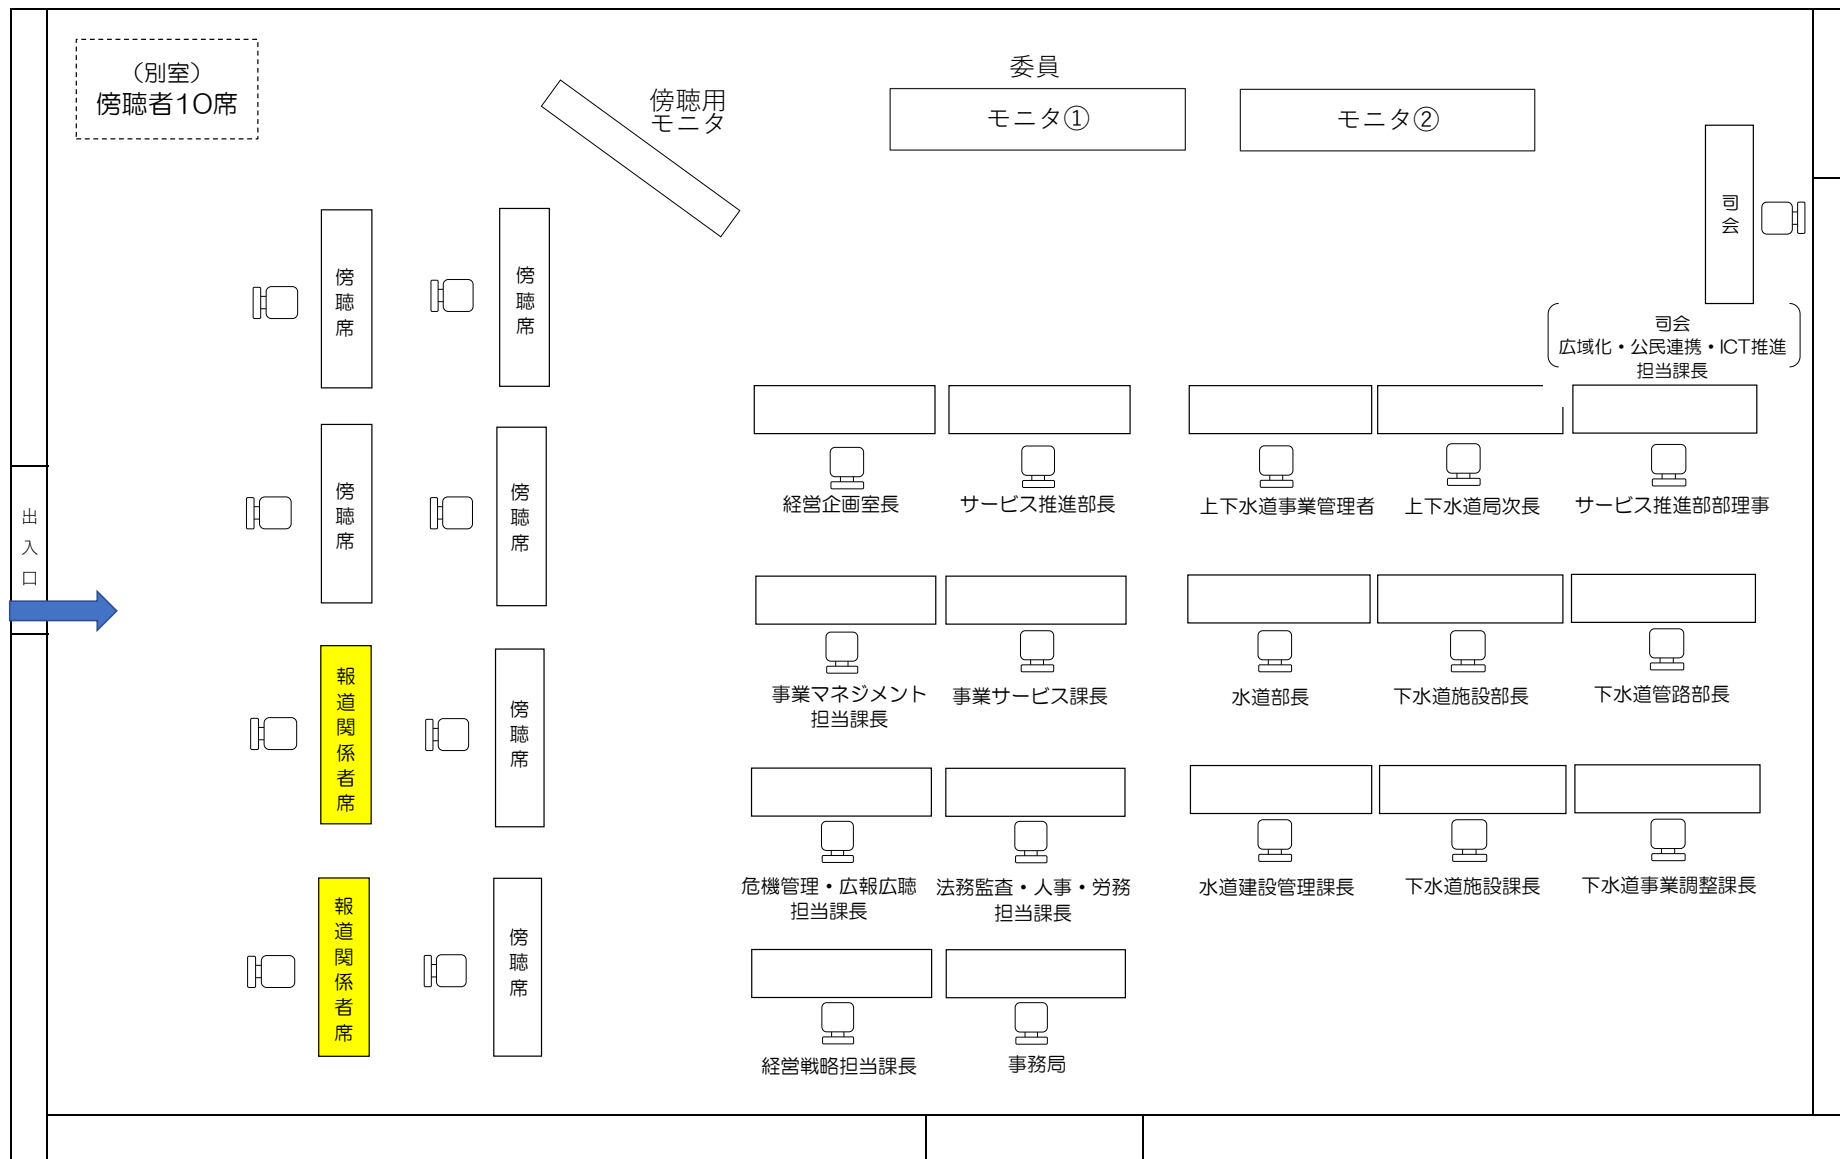 (別室)
傍聴者10席
傍聴用
モニタ
委員
モニタ①
モニタ②
司会
司会
広域化・公民連携・ICT推進
担当課長
傍聴席
傍聴席
傍聴席
傍聴席
報道関係者席
傍聴席
報道関係者席
傍聴席
出入口
経営企画室長
サービス推進部長
上下水道事業管理者
上下水道局次長
サービス推進部部理事
事業マネジメント
担当課長
事業サービス課長
水道部長
下水道施設部長
下水道管路部長
危機管理・広報広聴
担当課長
法務監査・人事・労務
担当課長
水道建設管理課長
下水道施設課長
下水道事業調整課長
経営戦略担当課長
事務局